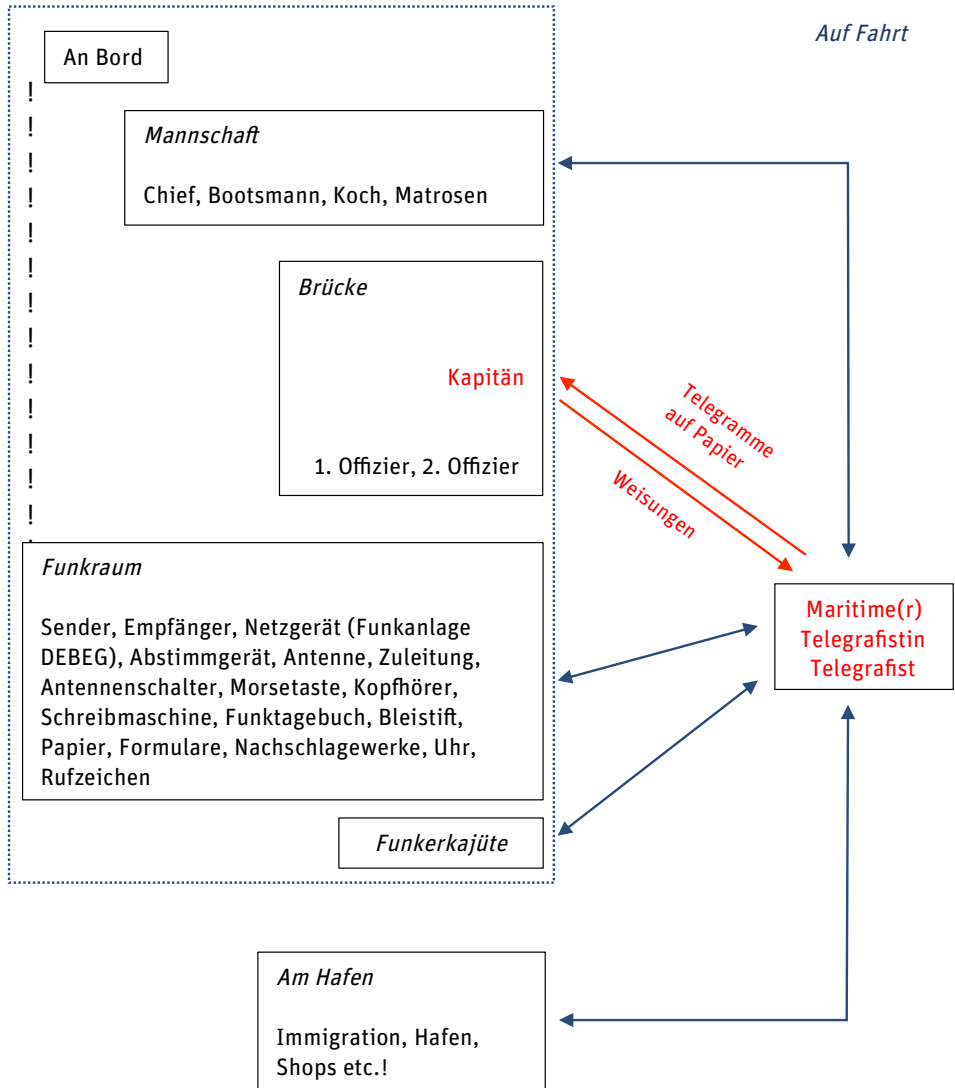 Auf Fahrt
An Bord
!
!
!
!
!
!
!
!
!
!
!
!
!
!
Mannschaft
Chief, Bootsmann, Koch, Matrosen
Brücke
Kapitän
1. Offizier, 2. Offizier
Telegramme
auf Papier
Weisungen
Funkraum
Sender, Empfänger, Netzgerät (Funkanlage
DEBEG), Abstimmgerät, Antenne, Zuleitung,
Antennenschalter, Morsetaste, Kopfhörer,
Schreibmaschine, Funktagebuch, Bleistift,
Papier, Formulare, Nachschlagewerke, Uhr,
Rufzeichen
Maritime(r)
Telegrafistin
Telegrafist
Funkerkajüte
Am Hafen
Immigration, Hafen,
Shops etc.!